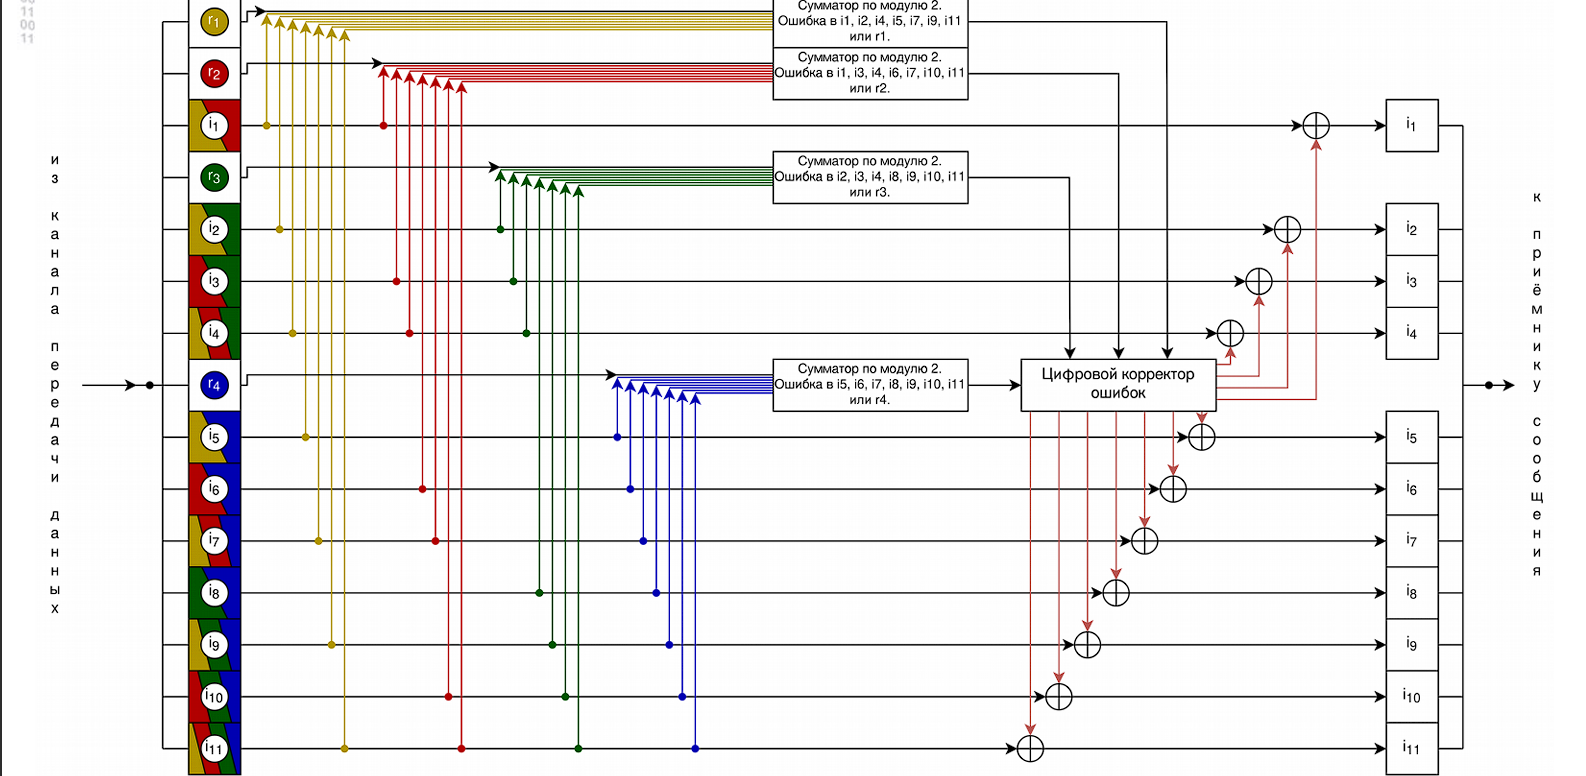 00
11
00
11
r1
Сумматор по модулю 2.
Ошибка в i1, i2, i4, i5, i7, i9, i11
или r1.
r2
Сумматор по модулю 2.
Ошибка в i1, i3, i4, i6, i7, i10, i11
или r2.
i1
i1
r3
Сумматор по модулю 2.
Ошибка в i2, i3, i4, i8, i9, i10, i11
или r3.
i2
i2
i3
i3
i4
i4
из канала передачи данных
r4
Сумматор по модулю 2.
Ошибка в i5, i6, i7, i8, i9, i10, i11
или r4.
Цифровой корректор
ошибок
к приёмнику сообщения
i5
i5
i6
i6
i7
i7
i8
i8
i9
i9
i10
i10
i11
i11